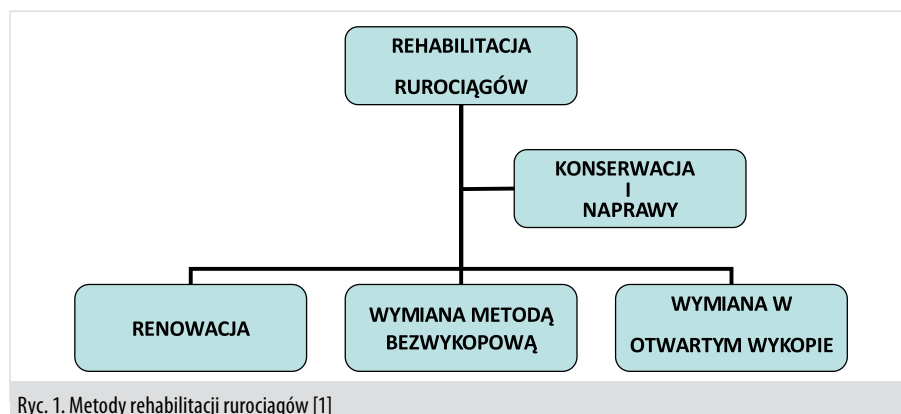 REHABILITACJA
RUROCIĄGÓW
KONSERWACJA
I
NAPRAWY
RENOWACJA
WYMIANA METODĄ
BEZWYKOPOWĄ
WYMIANA W
OTWARTYM WYKOPIE
Ryc. 1. Metody rehabilitacji rurociągów [1]